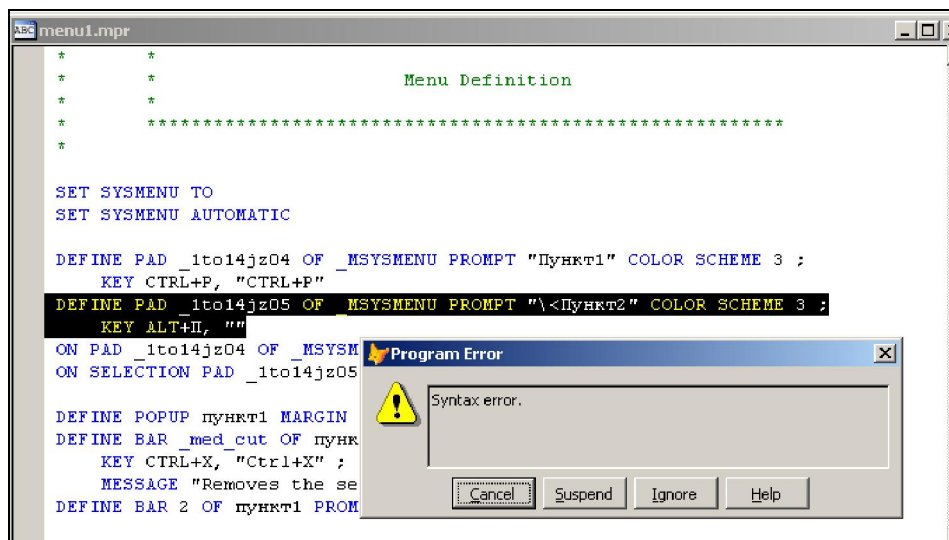 menu1.mpr
* *
* * Menu Definition
* *
* *********************************************************
*
SET SYSMENU TO
SET SYSMENU AUTOMATIC
DEFINE PAD _1to14jz04 OF _MSYSMENU PROMPT "Пункт1" COLOR SCHEME 3 ;
KEY CTRL+P, "CTRL+P"
DEFINE PAD _1to14jz05 OF _MSYSMENU PROMPT "\<Пункт2" COLOR SCHEME 3 ;
KEY ALT+П, ""
ON PAD _1to14jz04 OF _MSYSM
ON SELECTION PAD _1to14jz05
DEFINE POPUP пункт1 MARGIN
DEFINE BAR _med_cut OF пунк
KEY CTRL+X, "Ctrl+X" ;
MESSAGE "Removes the se
DEFINE BAR 2 OF пункт1 PROM
Program Error
Syntax error.
Cancel Suspend Ignore Help